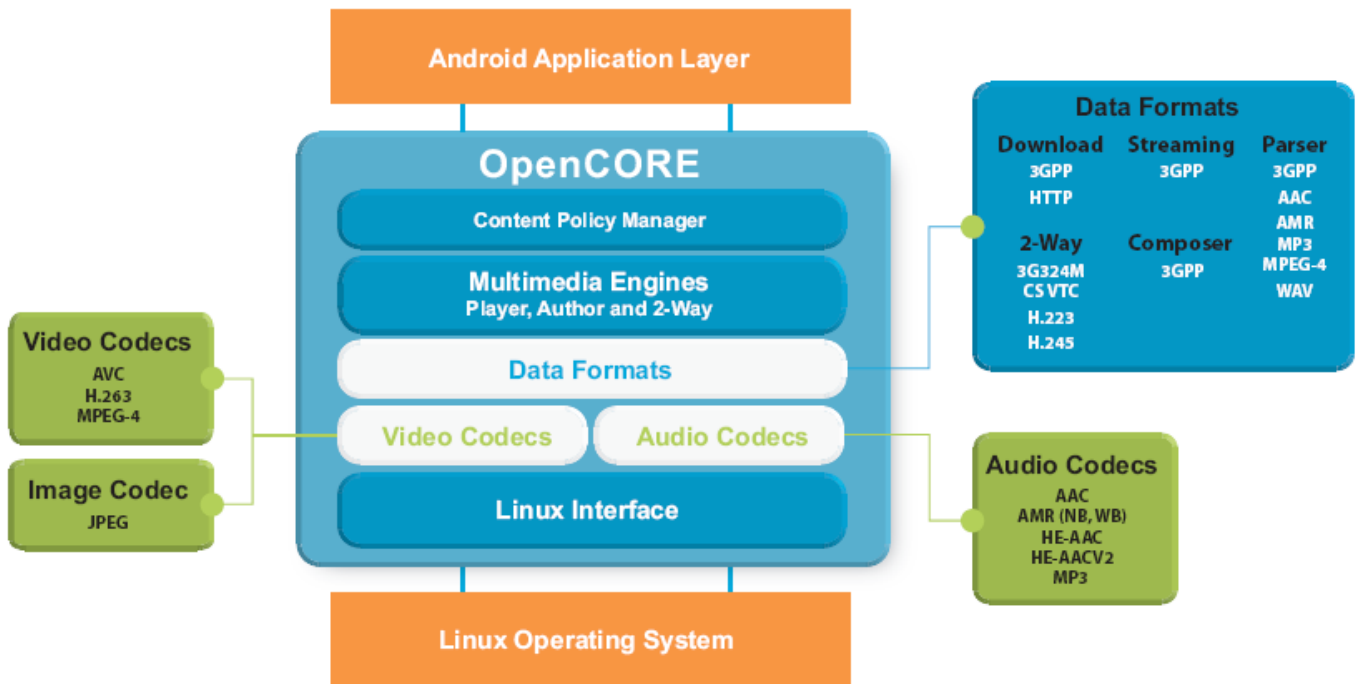 Android Application Layer
OpenCORE
Content Policy Manager
Multimedia Engines
Player, Author and 2-Way
Data Formats
Video Codecs
Audio Codecs
Linux Interface
Linux Operating System
Video Codecs
AVC
H.263
MPEG-4
Image Codec
JPEG
Data Formats
Download
3GPP
HTTP
Streaming
3GPP
Parser
3GPP
AAC
AMR
MP3
MPEG-4
WAV
2-Way
3G324M
CS VTC
H.223
H.245
Composer
3GPP
Audio Codecs
AAC
AMR (NB, WB)
HE-AAC
HE-AACV2
MP3